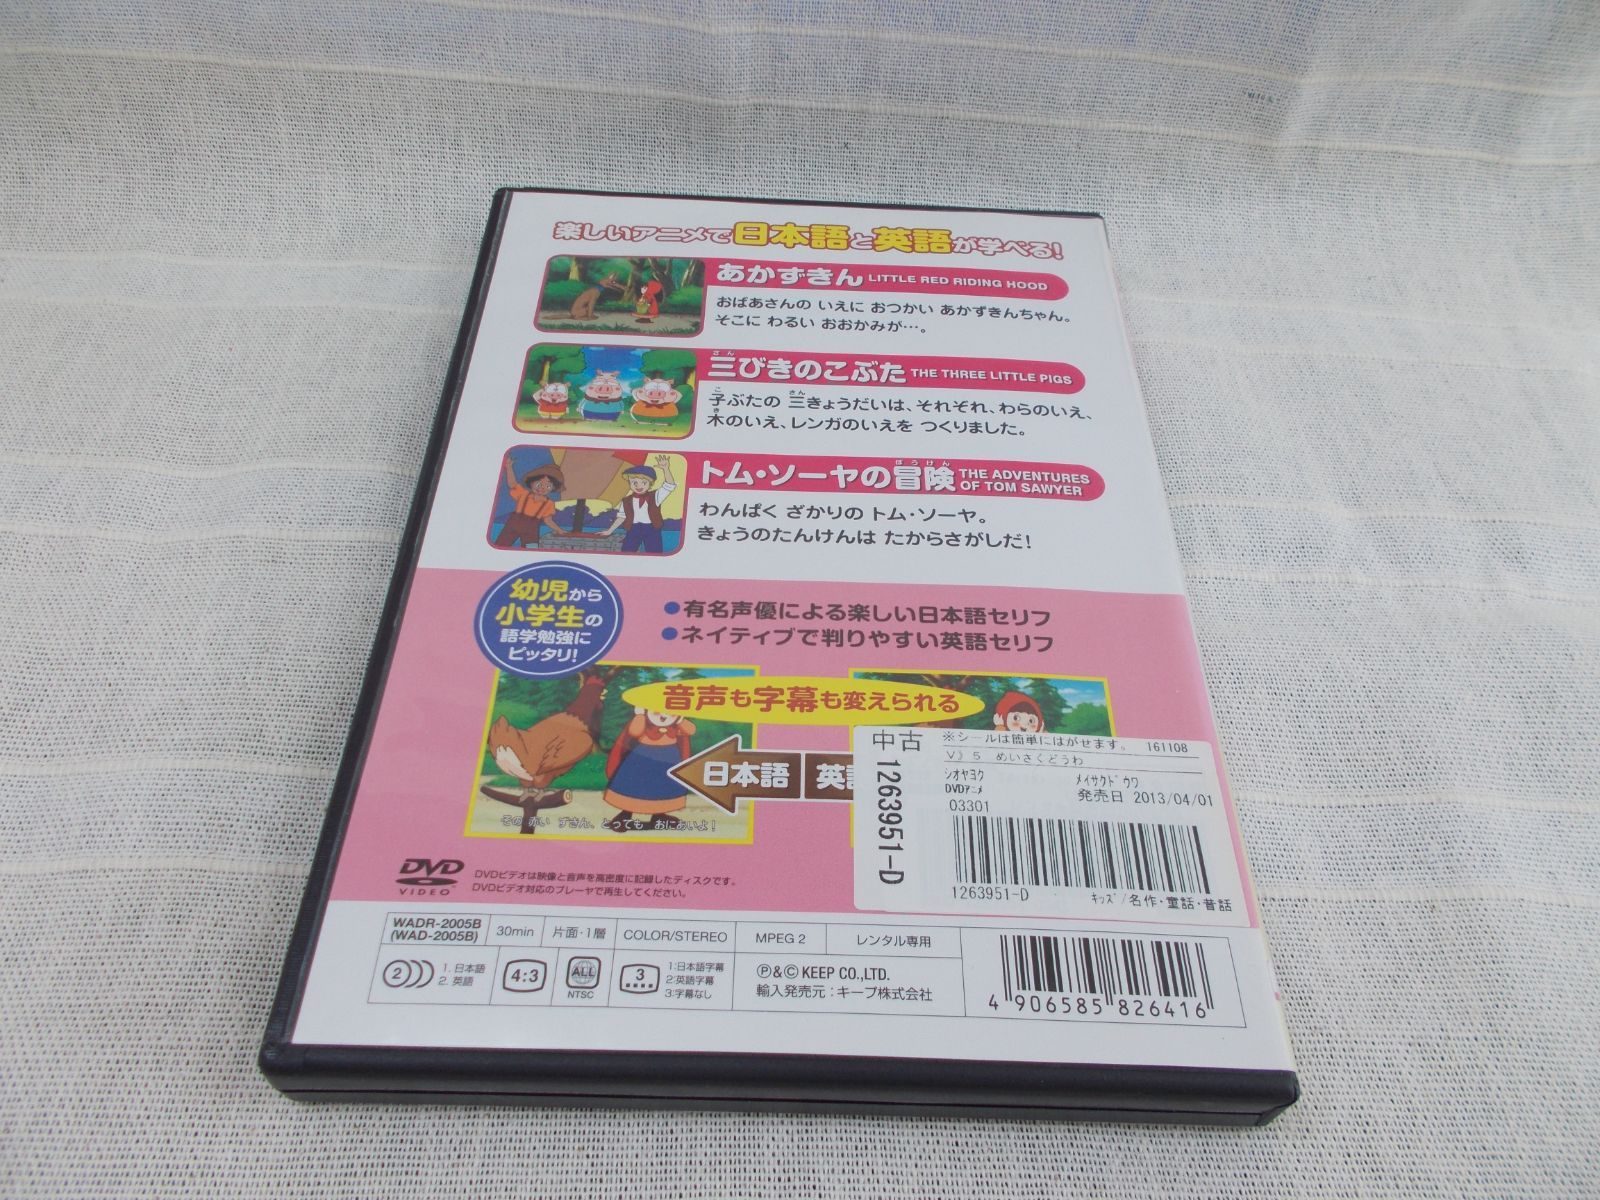 楽しいアニメで日本語と英語が学べる!
あかずきん LITTLE RED RIDING HOOD
おばあさんの いえに おつかい あかずきんちゃん。
そこに わるい おおかみが…。
さん
三びきのこぶた THE THREE LITTLE PIGS
こ さん
子ぶたの 三きょうだいは、それぞれ、わらのいえ、
き
木のいえ、レンガのいえを つくりました。
ぼうけん
トム・ソーヤの冒険 THE ADVENTURES
OF TOM SAWYER
わんぱく ざかりの トム・ソーヤ。
きょうのたんけんは たからさがしだ!
幼児から
小学生の
語学勉強に
ピッタリ!
●有名声優による楽しい日本語セリフ
●ネイティブで判りやすい英語セリフ
音声も字幕も変えられる
日本語
その 赤い ずきん、とっても おにあいよ!
中古 1263951-D
※シールは簡単にはがせます。 161108
V》5 めいさくどうわ
ｼｵﾔﾖｸ ﾒｲｻｸﾄﾞｳﾜ
DVDｱﾆﾒ 発売日 2013/04/01
03301
1263951-D ｷｯｽﾞ/名作・童話・昔話
DVD
VIDEO
DVDビデオは映像と音声を高密度に記録したディスクです。
DVDビデオ対応のプレーヤで再生してください。
WADR-2005B
(WAD-2005B)
30min
片面・1層
COLOR/STEREO
MPEG 2
レンタル専用
2
1. 日本語
2. 英語
4:3
ALL
NTSC
3
1:日本語字幕
2:英語字幕
3:字幕なし
Ⓟ&© KEEP CO.,LTD.
輸入発売元：キープ株式会社
4 906585 826416